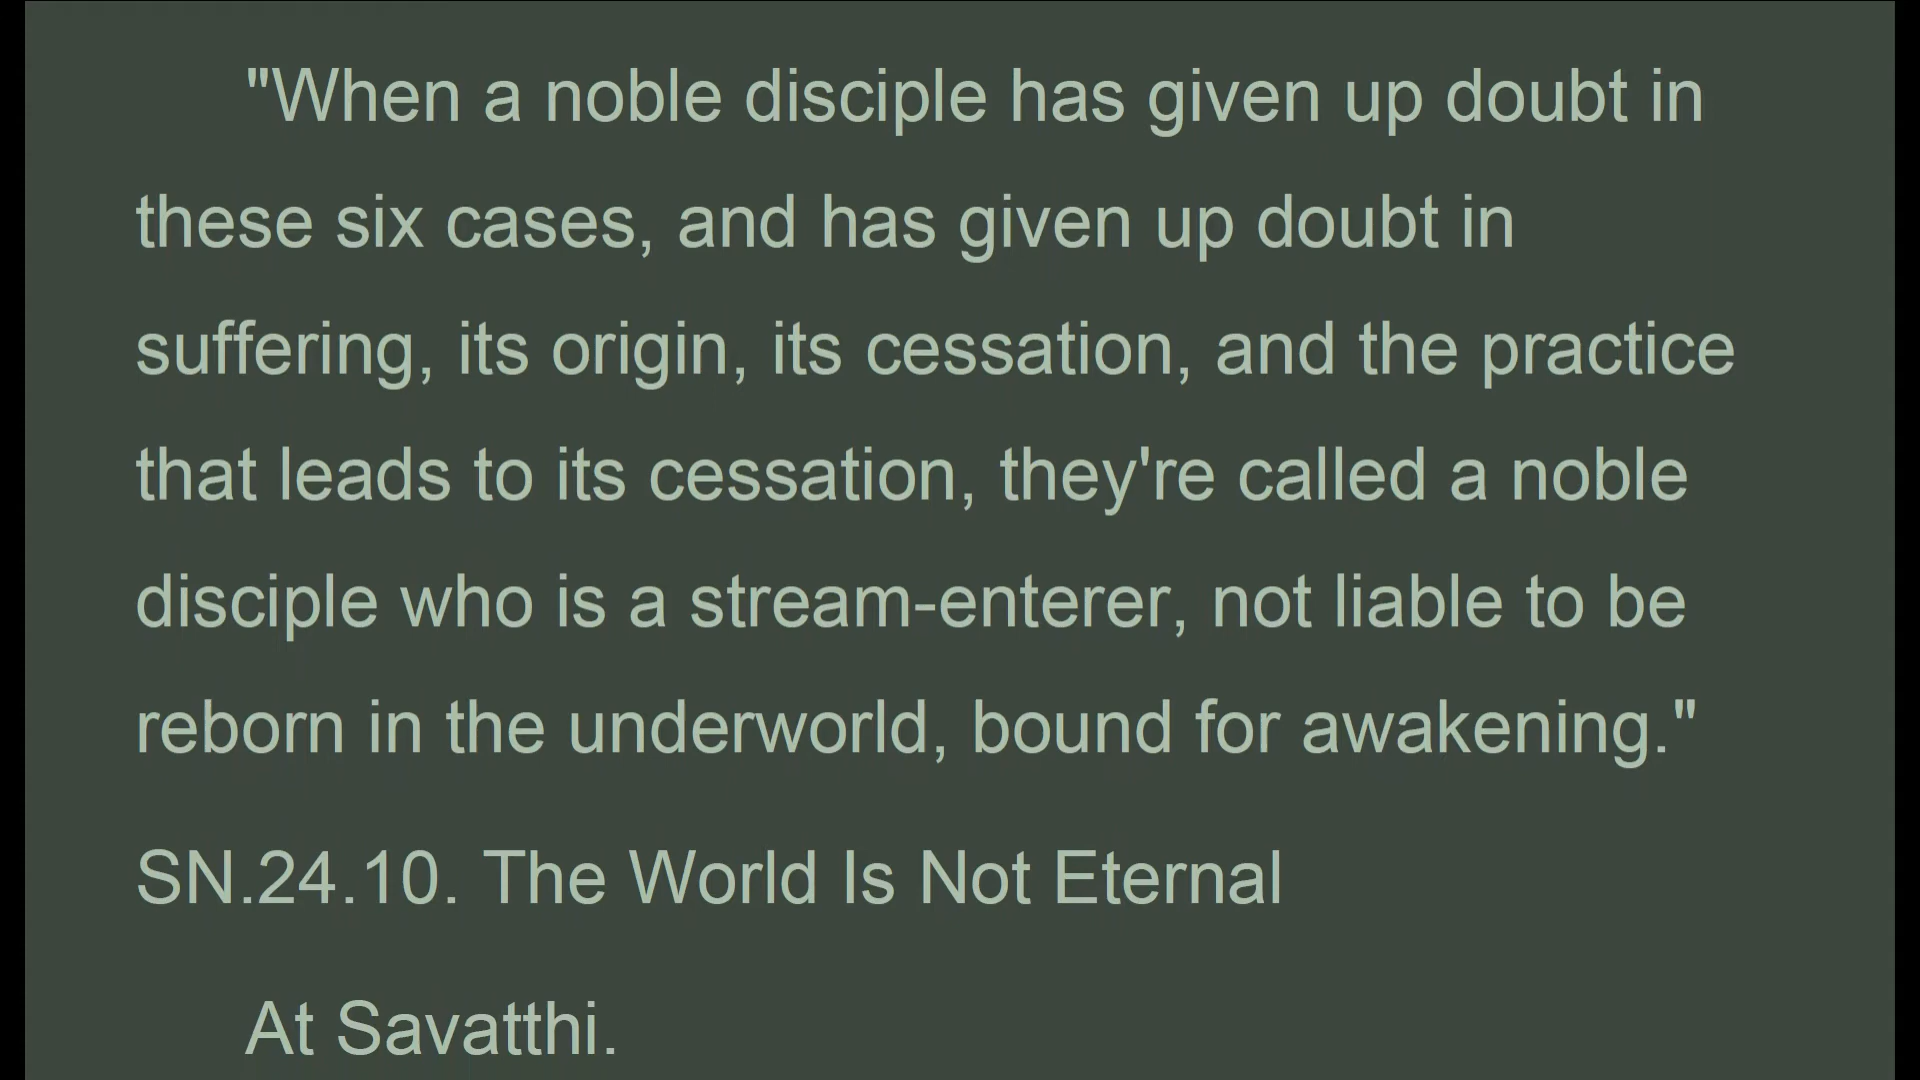 "When a noble disciple has given up doubt in
these six cases, and has given up doubt in
suffering, its origin, its cessation, and the practice
that leads to its cessation, they're called a noble
disciple who is a stream-enterer, not liable to be
reborn in the underworld, bound for awakening."
SN.24.10. The World Is Not Eternal
At Savatthi.